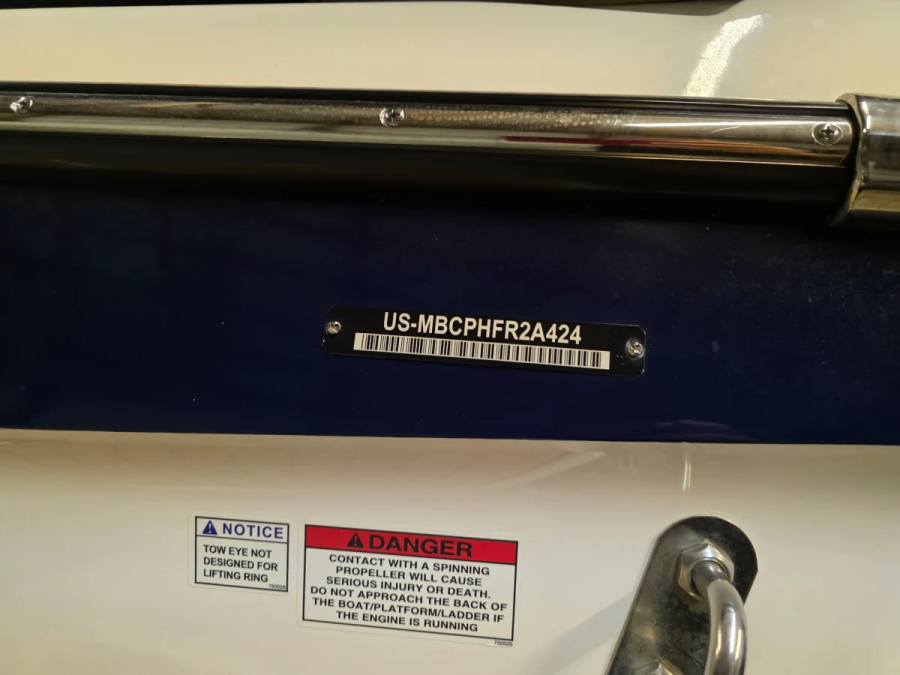 US-MBCPHFR2A424
NOTICE
TOW EYE NOT
DESIGNED FOR
LIFTING RING
DANGER
CONTACT WITH A SPINNING
PROPELLER WILL CAUSE
SERIOUS INJURY OR DEATH.
DO NOT APPROACH THE BACK OF
THE BOAT/PLATFORM/LADDER IF
THE ENGINE IS RUNNING